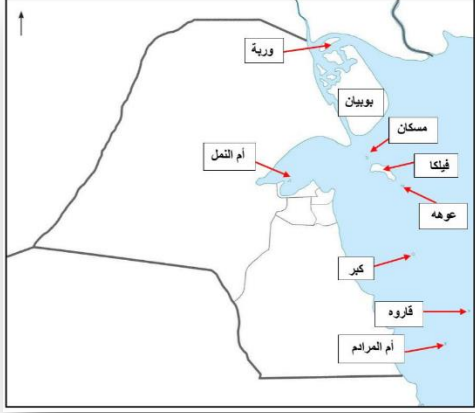 وربة
بوبيان
مسكان
أم النمل
فيلكا
عوهه
كبر
قاروه
أم المرادم